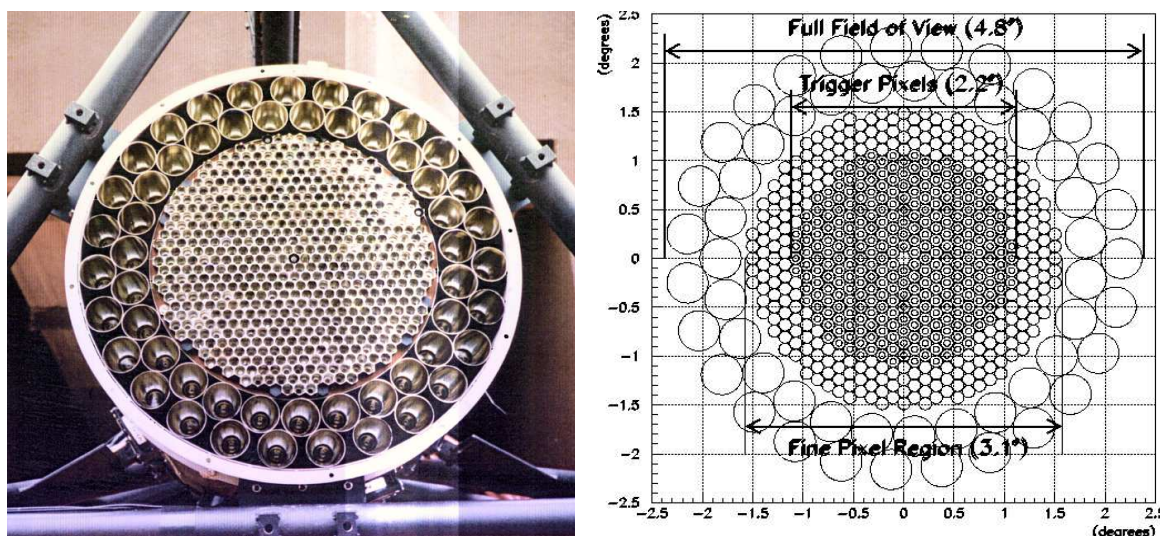 2.5
Full Field of View (4.8°)
(degrees)
2
Trigger Pixels (2.2°)
1.5
1
0.5
0
-0.5
-1
-1.5
Fine Pixel Region (3.1°)
-2
-2.5
-2.5 -2 -1.5 -1 -0.5 0 0.5 1 1.5 2 2.5
(degrees)